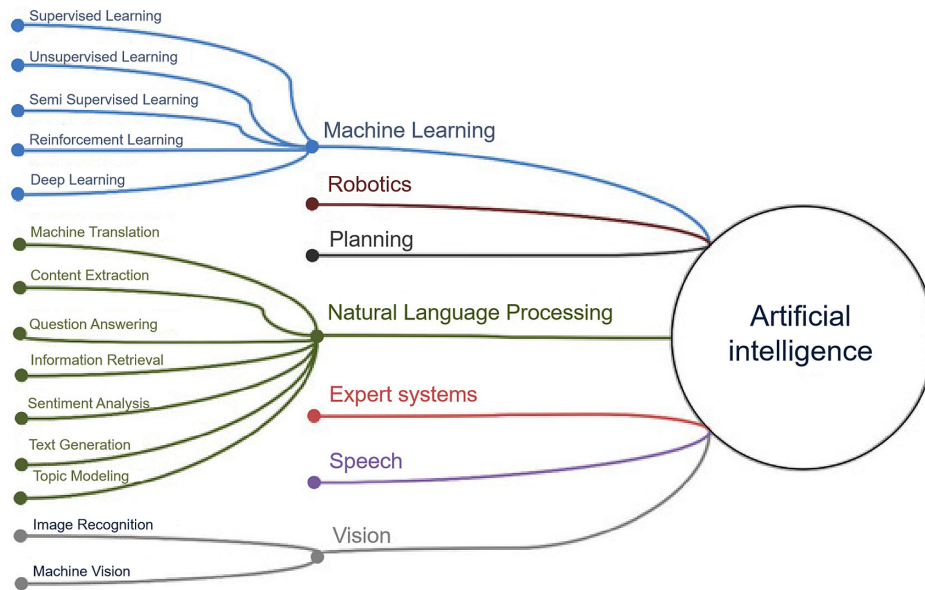 Supervised Learning
Unsupervised Learning
Semi Supervised Learning
Reinforcement Learning
Deep Learning
Machine Learning
Robotics
Planning
Machine Translation
Content Extraction
Question Answering
Information Retrieval
Sentiment Analysis
Text Generation
Topic Modeling
Natural Language Processing
Expert systems
Speech
Image Recognition
Machine Vision
Vision
Artificial
intelligence